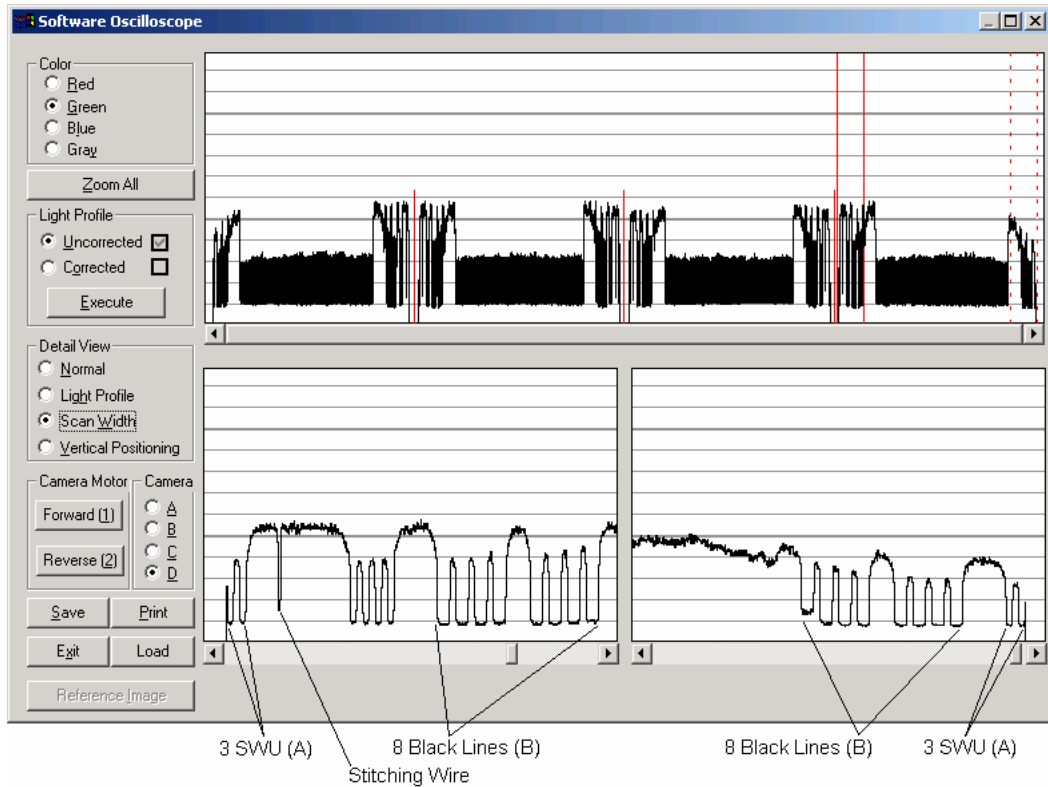 Software Oscilloscope
Color
Red
Green
Blue
Gray
Zoom All
Light Profile
Uncorrected
Corrected
Execute
Detail View
Normal
Light Profile
Scan Width
Vertical Positioning
Camera Motor
Camera
Forward (1)
Reverse (2)
A
B
C
D
Save
Print
Exit
Load
Reference Image
3 SWU (A)
8 Black Lines (B)
8 Black Lines (B)
3 SWU (A)
Stitching Wire